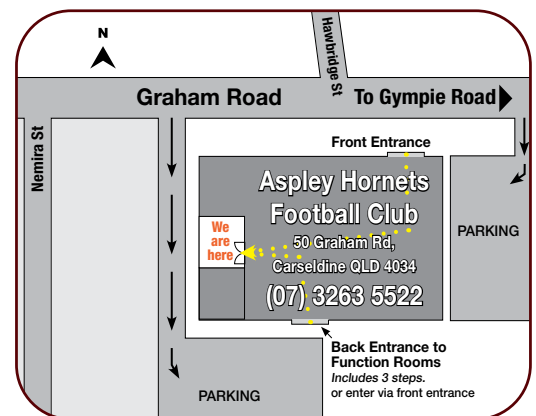 N
Hawbridge St
Graham Road
To Gympie Road
Nemira St
Front Entrance
Aspley Hornets
Football Club
50 Graham Rd,
Carseldine QLD 4034
(07) 3263 5522
We
are
here
PARKING
Back Entrance to
Function Rooms
Includes 3 steps.
or enter via front entrance
PARKING